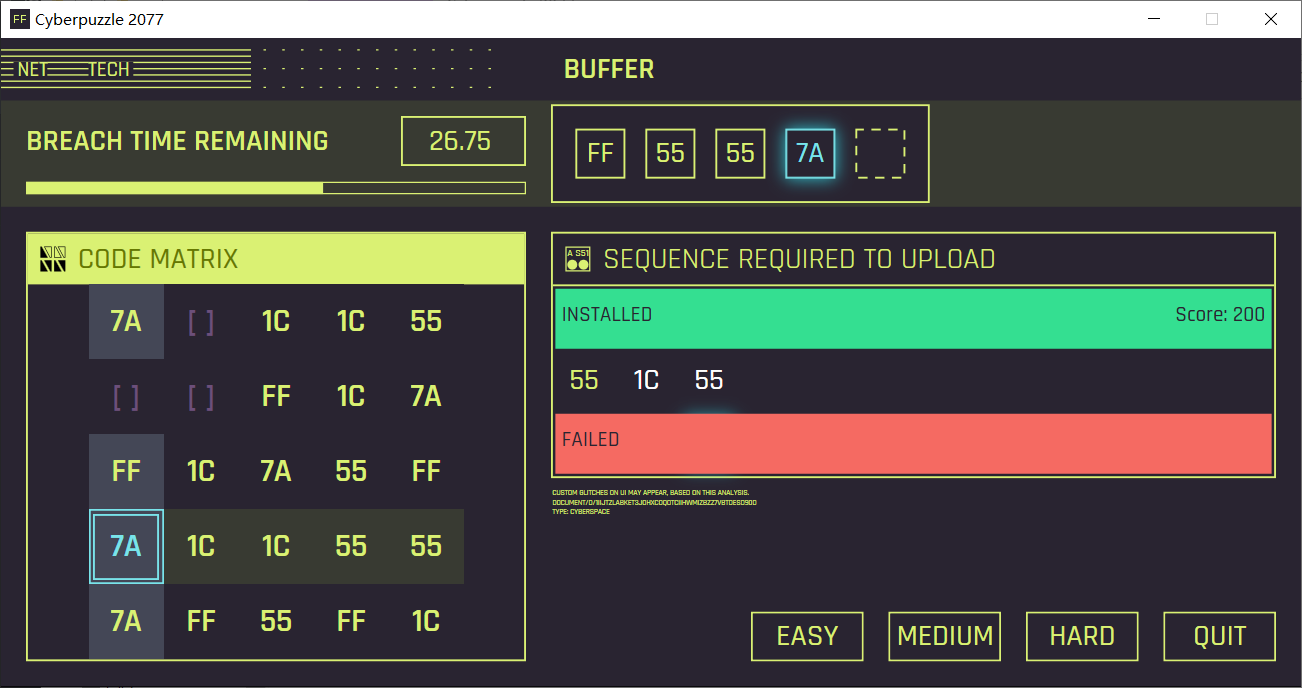 FF Cyberpuzzle 2077
NET TECH
BUFFER
BREACH TIME REMAINING 26.75
FF 55 55 7A
CODE MATRIX
7A [ ] 1C 1C 55
[ ] [ ] FF 1C 7A
FF 1C 7A 55 FF
7A 1C 1C 55 55
7A FF 55 FF 1C
A S51
SEQUENCE REQUIRED TO UPLOAD
INSTALLED Score: 200
55 1C 55
FAILED
CUSTOM GLITCHES ON UI MAY APPEAR, BASED ON THIS ANALYSIS.
TYPE: CYBERSPACE
EASY MEDIUM HARD QUIT